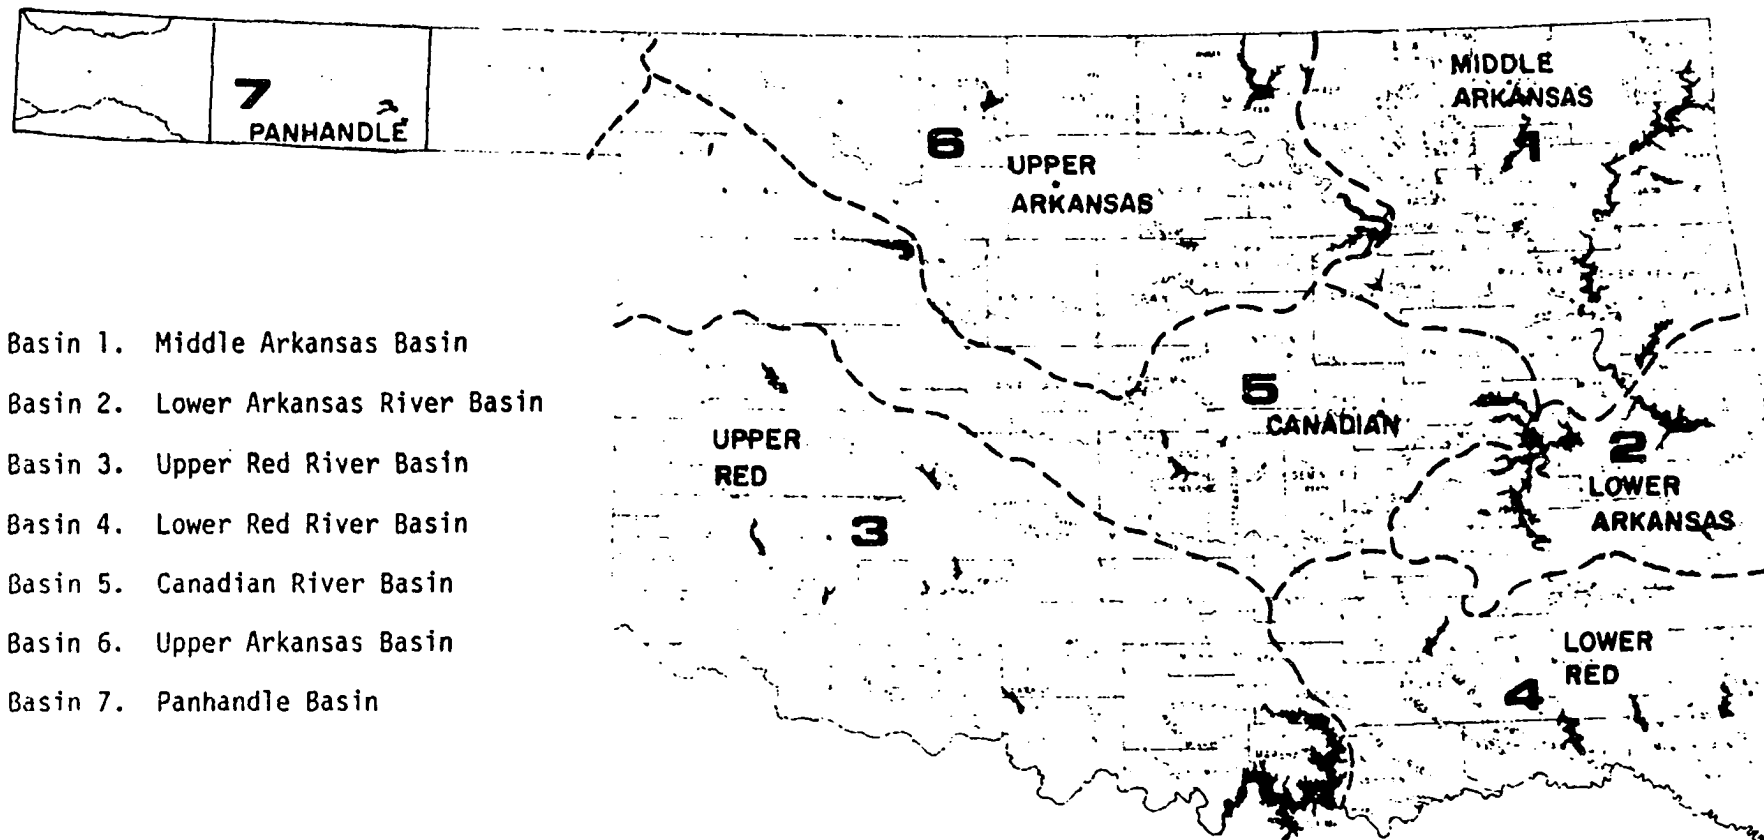 7
PANHANDLE
6
UPPER
ARKANSAS
MIDDLE
ARKANSAS
1
Basin 1. Middle Arkansas Basin
Basin 2. Lower Arkansas River Basin
Basin 3. Upper Red River Basin
Basin 4. Lower Red River Basin
Basin 5. Canadian River Basin
Basin 6. Upper Arkansas Basin
Basin 7. Panhandle Basin
5
CANADIAN
UPPER
RED
3
2
LOWER
ARKANSAS
LOWER
RED
4